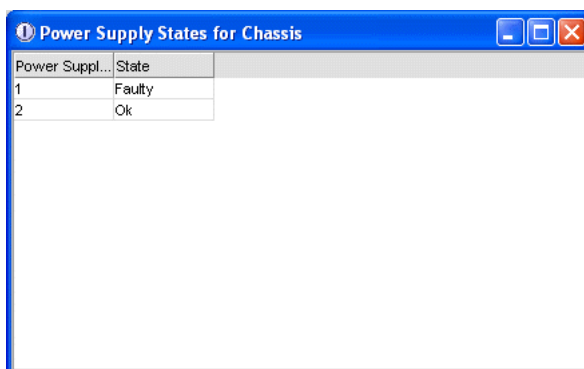 Power Supply States for Chassis
Power Suppl... State
1 Faulty
2 Ok